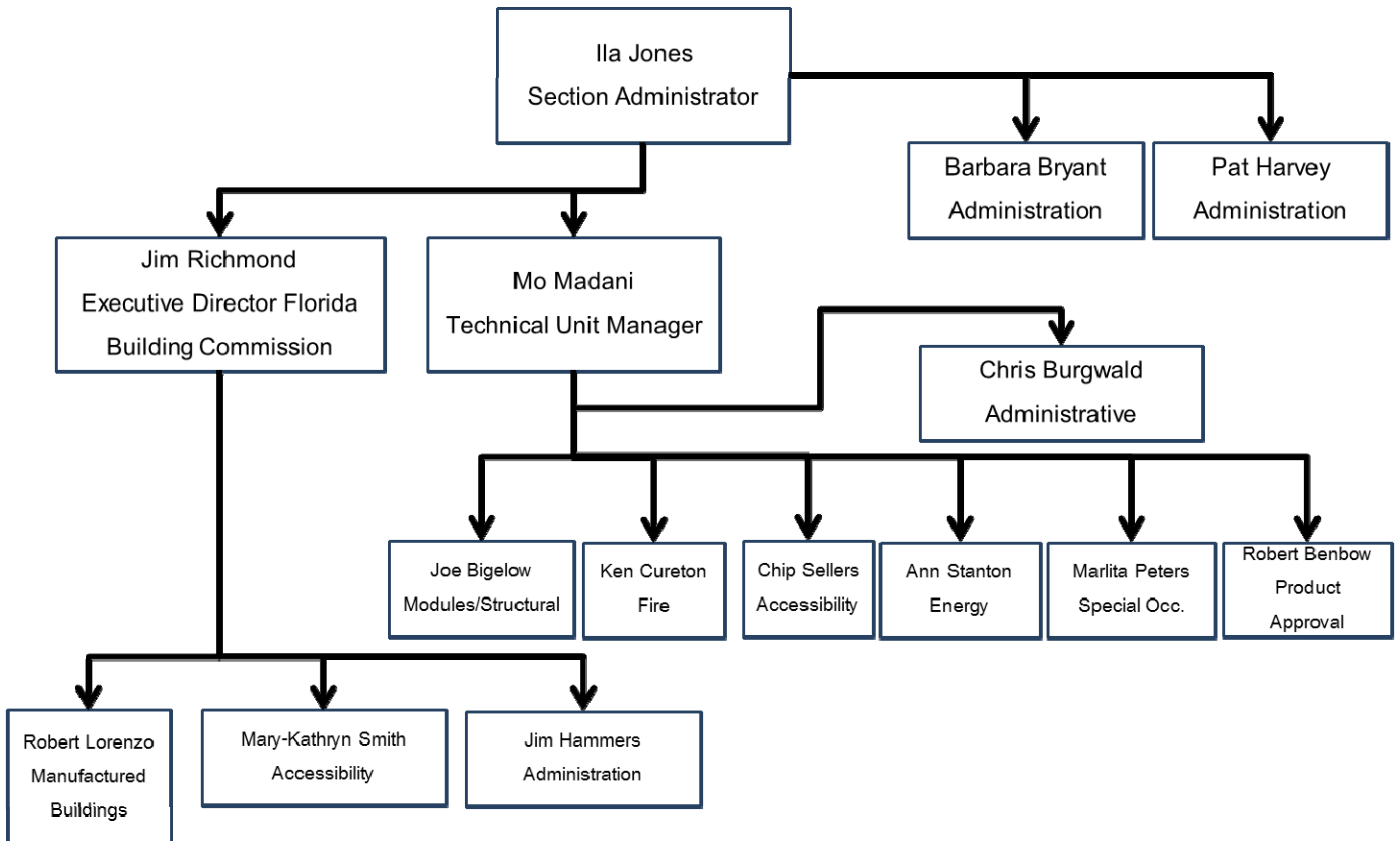 Ila Jones
Section Administrator
Barbara Bryant
Administration
Pat Harvey
Administration
Jim Richmond
Executive Director Florida
Building Commission
Mo Madani
Technical Unit Manager
Chris Burgwald
Administrative
Joe Bigelow
Modules/Structural
Ken Cureton
Fire
Chip Sellers
Accessibility
Ann Stanton
Energy
Marlita Peters
Special Occ.
Robert Benbow
Product
Approval
Robert Lorenzo
Manufactured
Buildings
Mary-Kathryn Smith
Accessibility
Jim Hammers
Administration